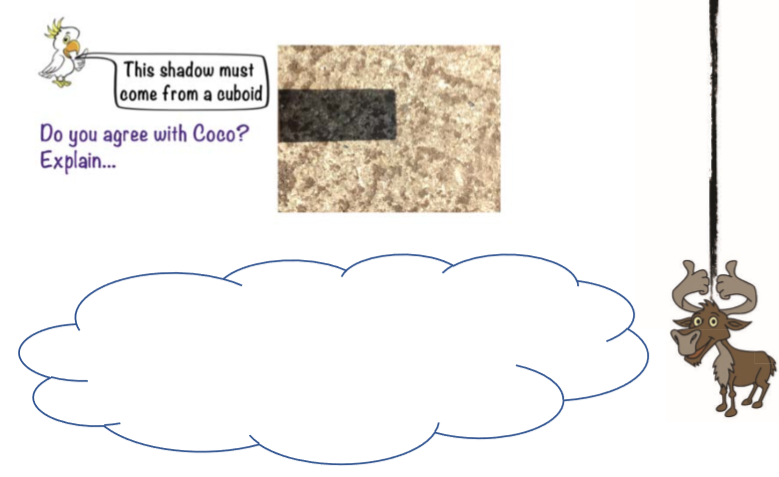 This shadow must
come from a cuboid
Do you agree with Coco?
Explain...